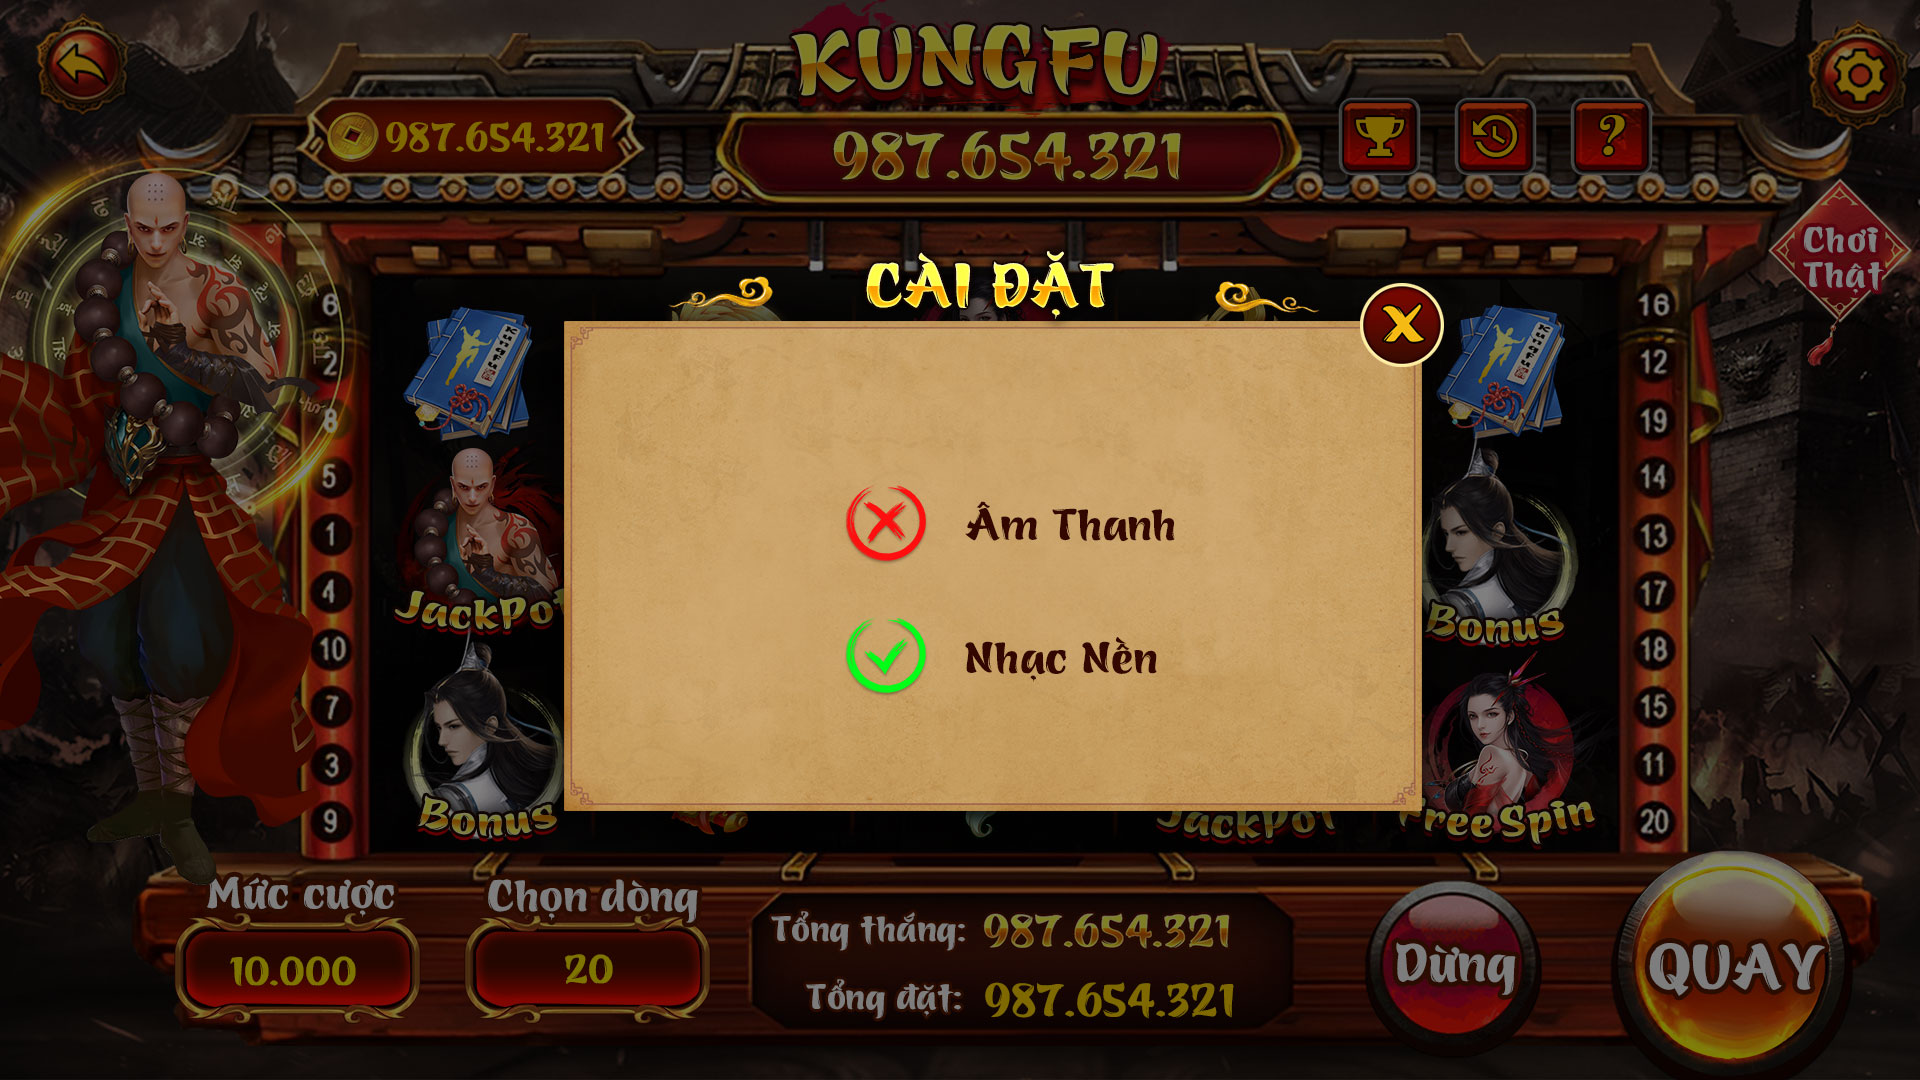 KUNGFU
987.654.321
987.654.321
?
Chơi
Thật
CÀI ĐẶT
6
2
8
5
1
4
10
7
3
9
16
12
19
14
13
17
18
15
11
20
Kungfu
Kungfu
Âm Thanh
Nhạc Nền
JackPot
Bonus
Bonus
JackPot
FreeSpin
Mức cược
10.000
Chọn dòng
20
Tổng thắng: 987.654.321
Tổng đặt: 987.654.321
Dừng
QUAY